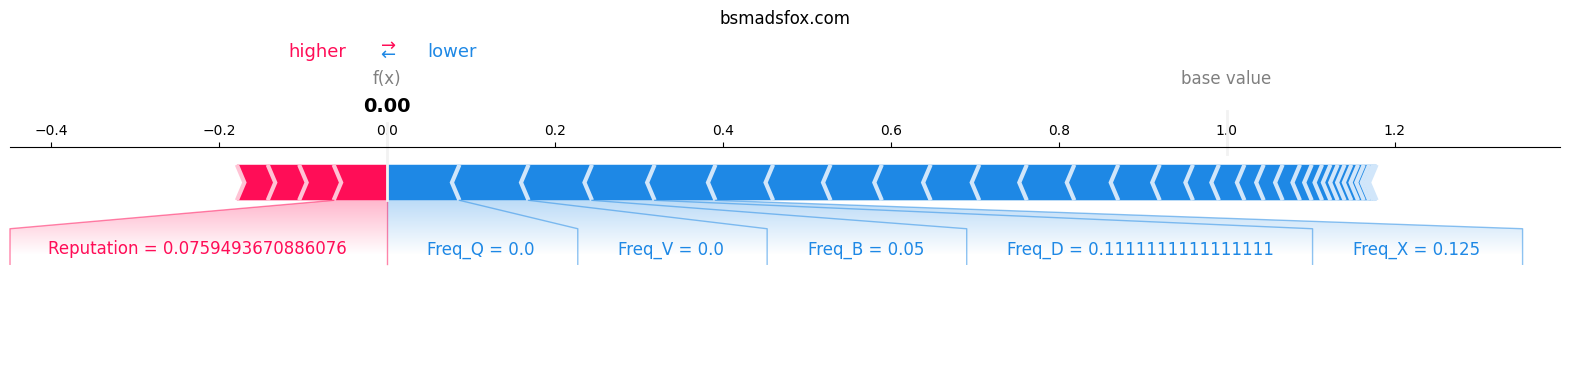 bsmadsfox.com
higher → ← lower
f(x) base value
0.00
−0.4 −0.2 0.0 0.2 0.4 0.6 0.8 1.0 1.2
Reputation = 0.0759493670886076 Freq_Q = 0.0 Freq_V = 0.0 Freq_B = 0.05 Freq_D = 0.1111111111111111 Freq_X = 0.125